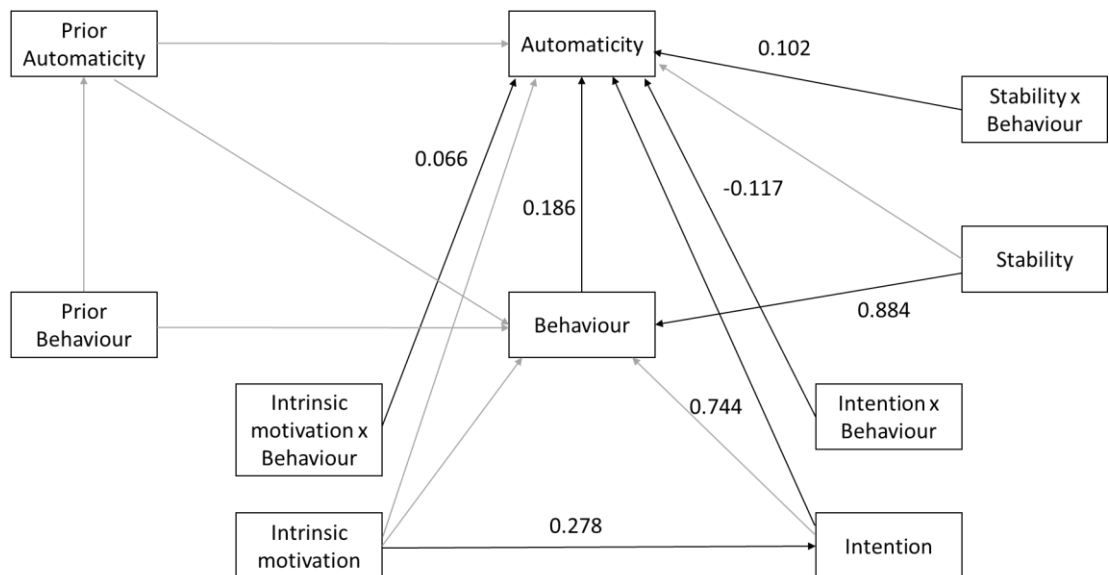 Prior
Automaticity
Automaticity
0.102
Stability x
Behaviour
0.066
-0.117
0.186
Stability
Prior
Behaviour
Behaviour
0.884
Intrinsic
motivation x
Behaviour
0.744
Intention x
Behaviour
Intrinsic
motivation
0.278
Intention